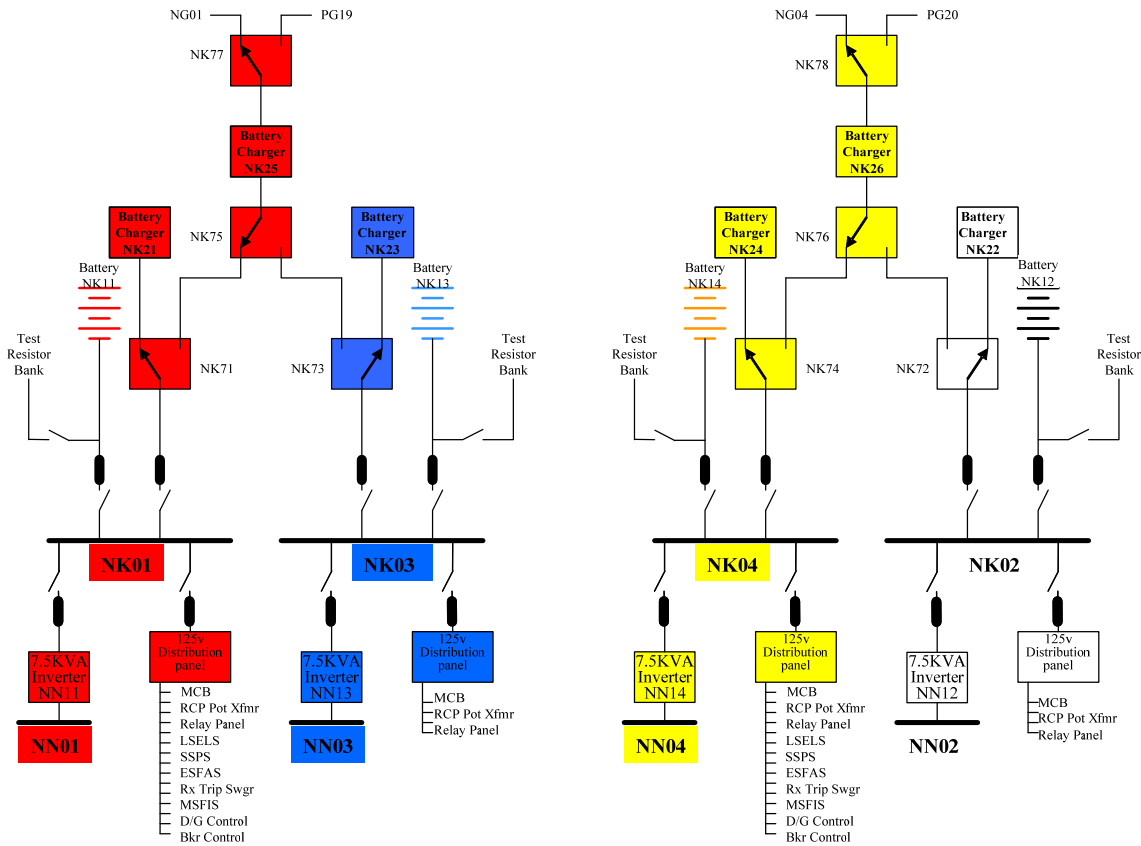 NG01
PG19
NK77
Battery
Charger
NK25
Battery
Charger
NK21
NK75
Battery
Charger
NK23
Battery
NK11
Battery
NK13
Test
Resistor
Bank
NK71
NK73
Test
Resistor
Bank
NK01
NK03
7.5KVA
Inverter
NN11
125v
Distribution
panel
7.5KVA
Inverter
NN13
125v
Distribution
panel
NN01
MCB
RCP Pot Xfmr
Relay Panel
LSELS
SSPS
ESFAS
Rx Trip Swgr
MSFIS
D/G Control
Bkr Control
NN03
MCB
RCP Pot Xfmr
Relay Panel
NG04
PG20
NK78
Battery
Charger
NK26
Battery
Charger
NK24
NK76
Battery
Charger
NK22
Battery
NK14
Battery
NK12
Test
Resistor
Bank
NK74
NK72
Test
Resistor
Bank
NK04
NK02
7.5KVA
Inverter
NN14
125v
Distribution
panel
7.5KVA
Inverter
NN12
125v
Distribution
panel
NN04
MCB
RCP Pot Xfmr
Relay Panel
LSELS
SSPS
ESFAS
Rx Trip Swgr
MSFIS
D/G Control
Bkr Control
NN02
MCB
RCP Pot Xfmr
Relay Panel